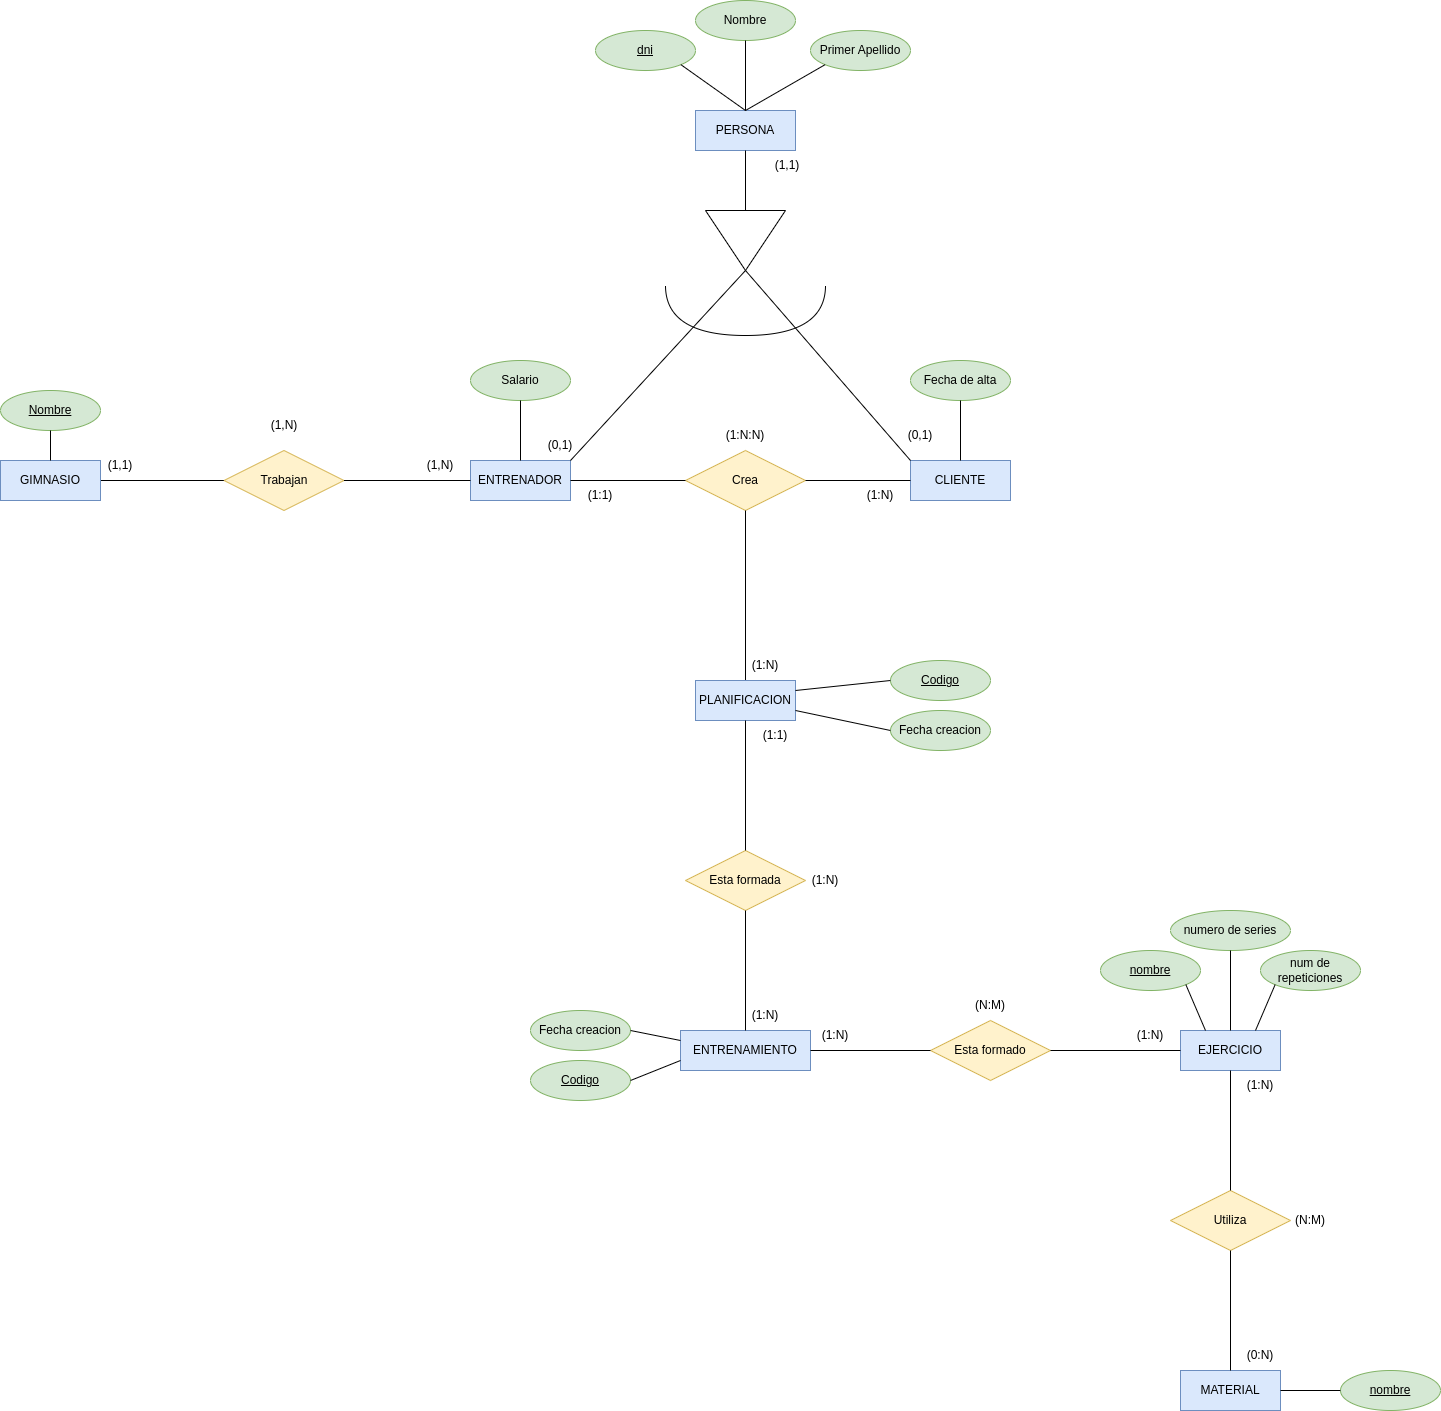 Nombre
dni
Primer Apellido
PERSONA
(1,1)
Salario
Fecha de alta
Nombre
(1,N)
(0,1)
(1:N:N)
(0,1)
(1,1)
(1,N)
GIMNASIO
Trabajan
ENTRENADOR
Crea
CLIENTE
(1:1)
(1:N)
(1:N)
Codigo
PLANIFICACION
Fecha creacion
(1:1)
Esta formada
(1:N)
numero de series
nombre
num de
repeticiones
(N:M)
(1:N)
Fecha creacion
(1:N)
(1:N)
ENTRENAMIENTO
Esta formado
EJERCICIO
Codigo
(1:N)
Utiliza
(N:M)
(0:N)
MATERIAL
nombre